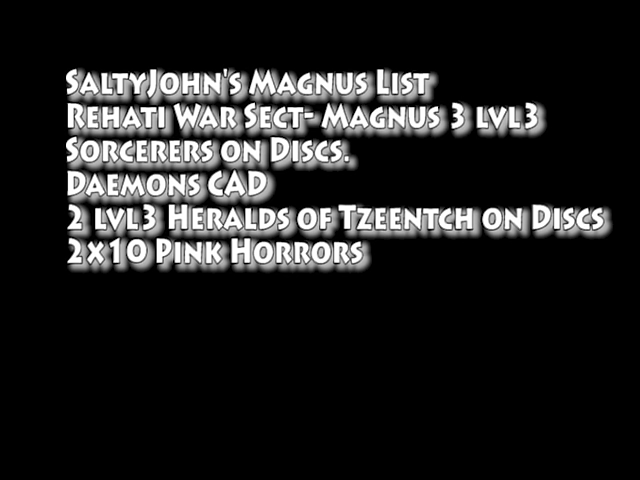 SaltyJohn's Magnus List
Rehati War Sect- Magnus 3 lvl3
Sorcerers on Discs.
Daemons CAD
2 lvl3 Heralds of Tzeentch on Discs
2x10 Pink Horrors